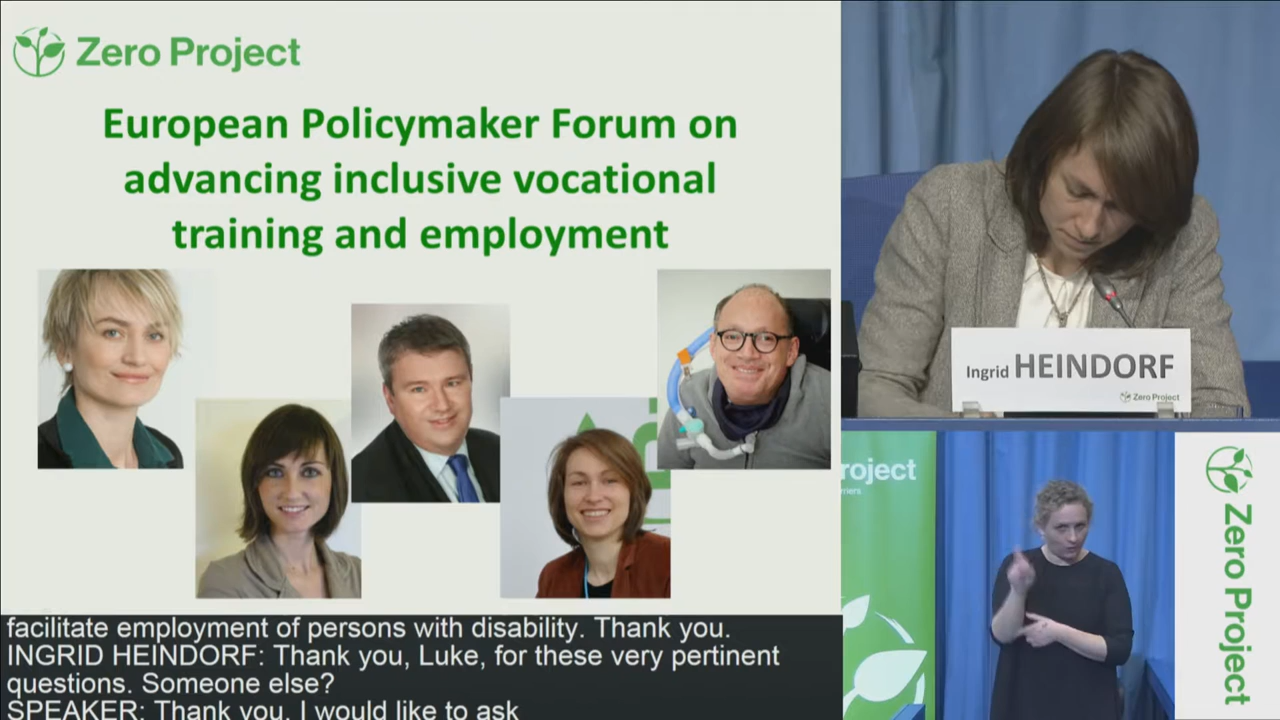 Zero Project
European Policymaker Forum on
advancing inclusive vocational
training and employment
facilitate employment of persons with disability. Thank you.
INGRID HEINDORF: Thank you, Luke, for these very pertinent
questions. Someone else?
SPEAKER: Thank you. I would like to ask
Ingrid HEINDORF
Zero Project
roject
riers
Zero Project